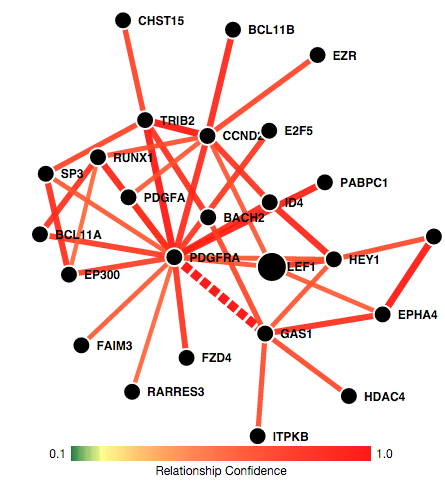 CHST15
BCL11B
EZR
TRIB2
CCND2
E2F5
RUNX1
SP3
PABPC1
PDGFA
ID4
BACH2
BCL11A
PDGFRA
HEY1
LEF1
EP300
EPHA4
GAS1
FAIM3
FZD4
RARRES3
HDAC4
ITPKB
0.1 1.0
Relationship Confidence